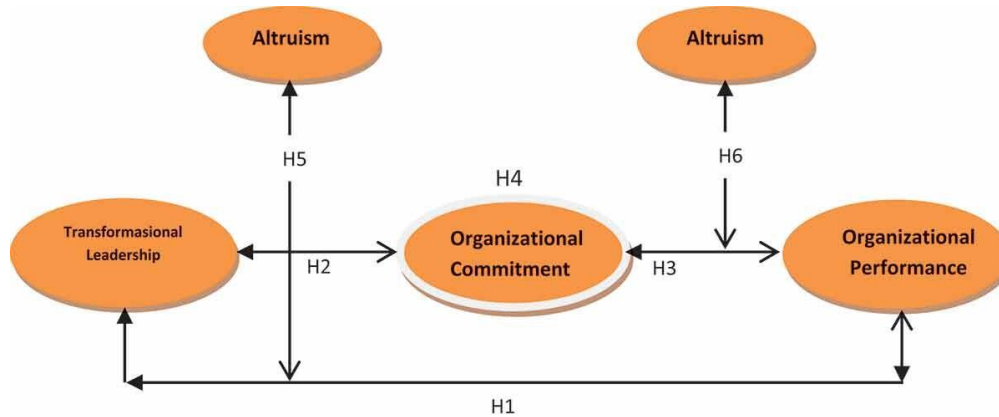 Altruism
Altruism
H5
H6
H4
Transformasional
Leadership
Organizational
Commitment
Organizational
Performance
H2
H3
H1